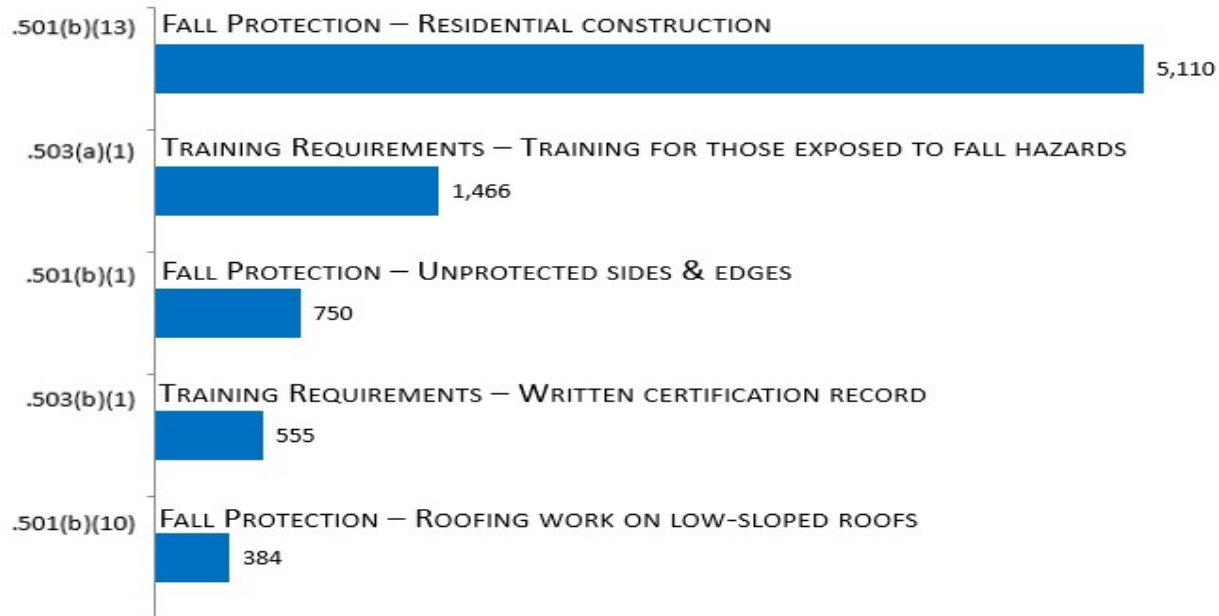 .501(b)(13) FALL PROTECTION – RESIDENTIAL CONSTRUCTION
5,110
.503(a)(1) TRAINING REQUIREMENTS – TRAINING FOR THOSE EXPOSED TO FALL HAZARDS
1,466
.501(b)(1) FALL PROTECTION – UNPROTECTED SIDES & EDGES
750
.503(b)(1) TRAINING REQUIREMENTS – WRITTEN CERTIFICATION RECORD
555
.501(b)(10) FALL PROTECTION – ROOFING WORK ON LOW-SLOPED ROOFS
384